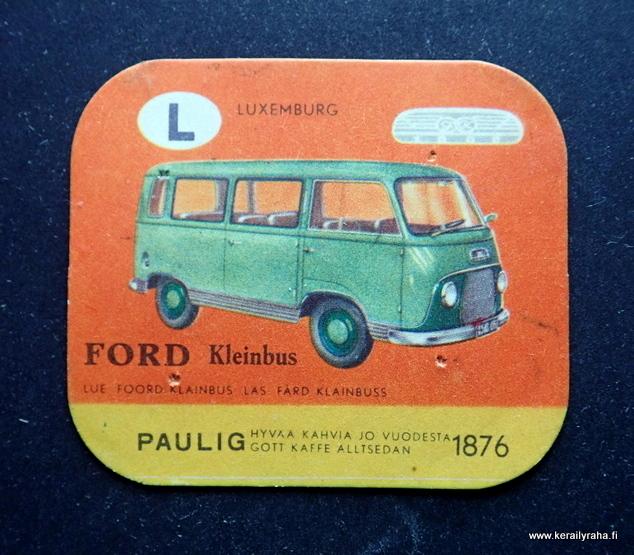 L
LUXEMBURG
FORD Kleinbus
LUE FOORD KLAINBUS LÄS FÅRD KLAINBUSS
PAULIG HYVÄÄ KAHVIA JO VUODESTA 1876
GOTT KAFFE ALLTSEDAN
www.kerailyraha.fi